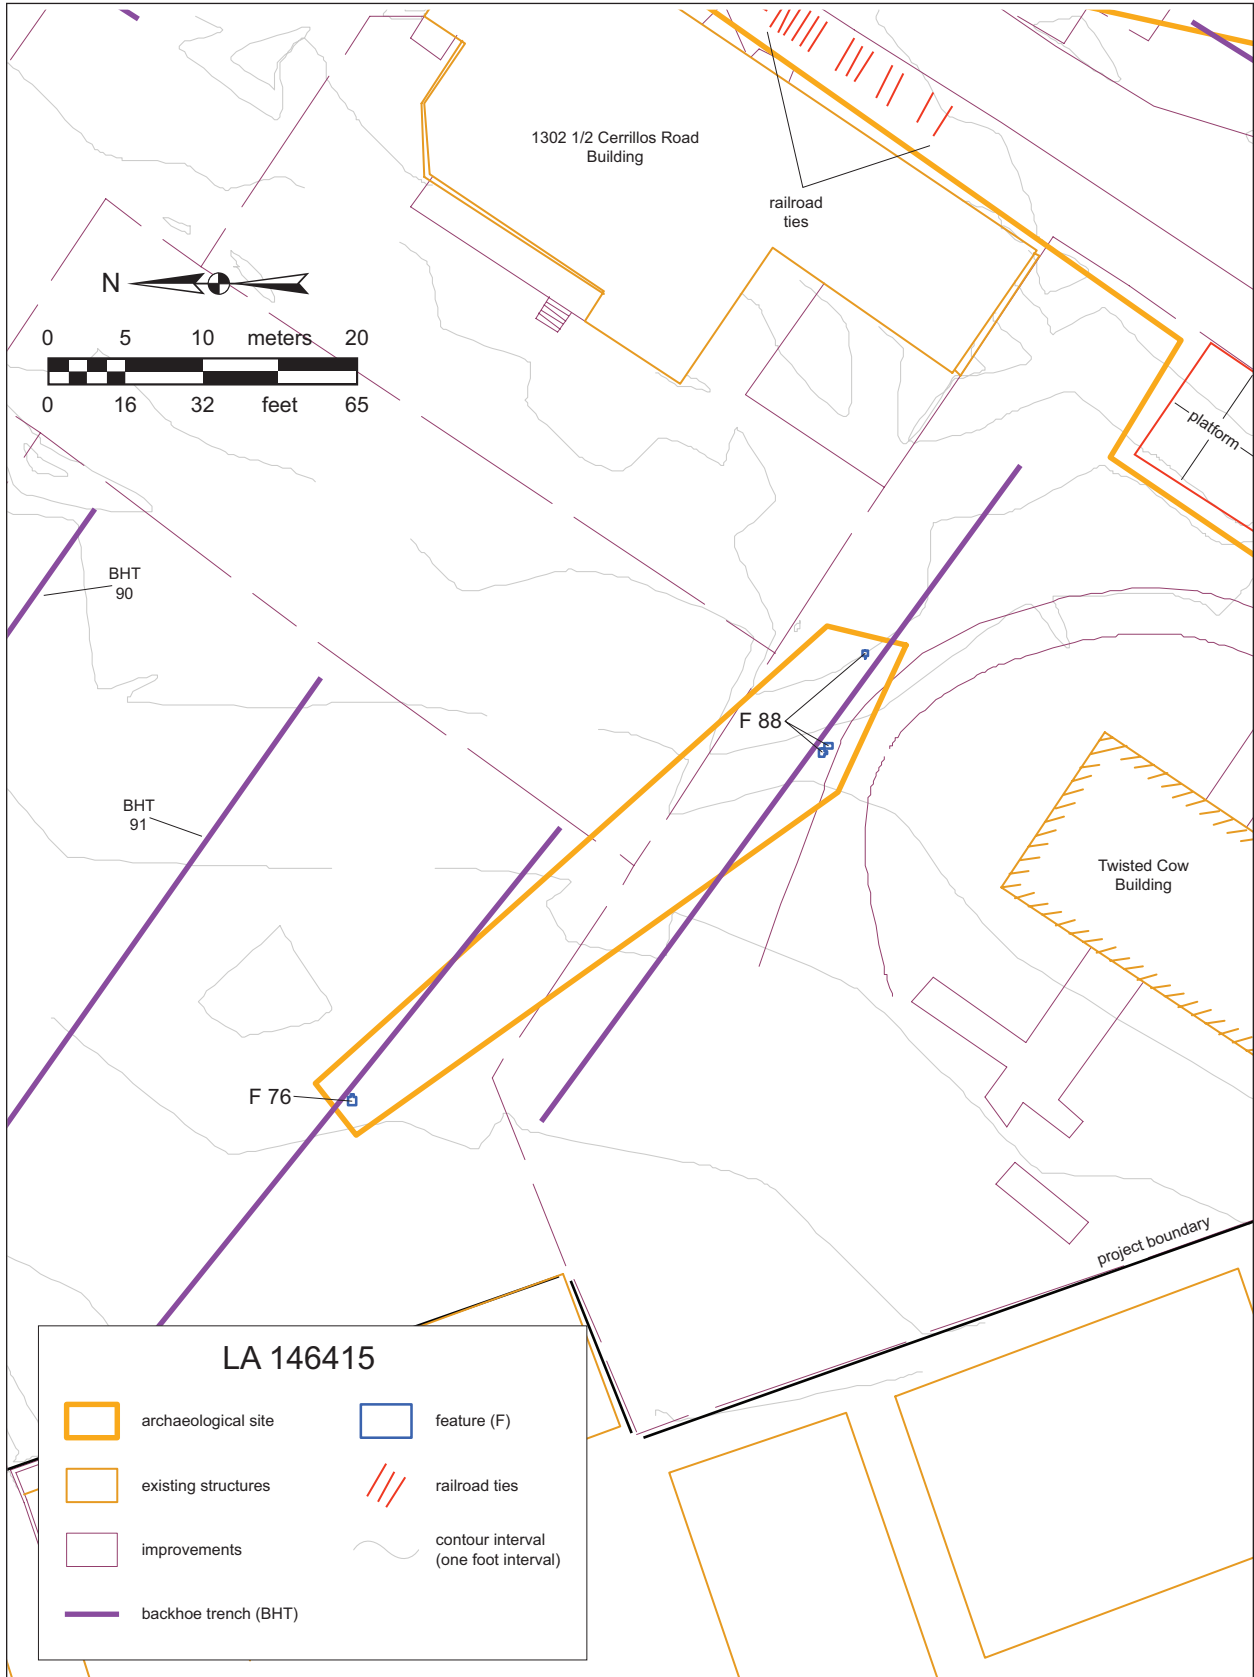 1302 1/2 Cerrillos Road
Building
railroad
ties
N
0 5 10 meters 20
0 16 32 feet 65
platform
BHT
90
F 88
BHT
91
Twisted Cow
Building
F 76
project boundary
LA 146415
archaeological site
feature (F)
existing structures
railroad ties
improvements
contour interval
(one foot interval)
backhoe trench (BHT)